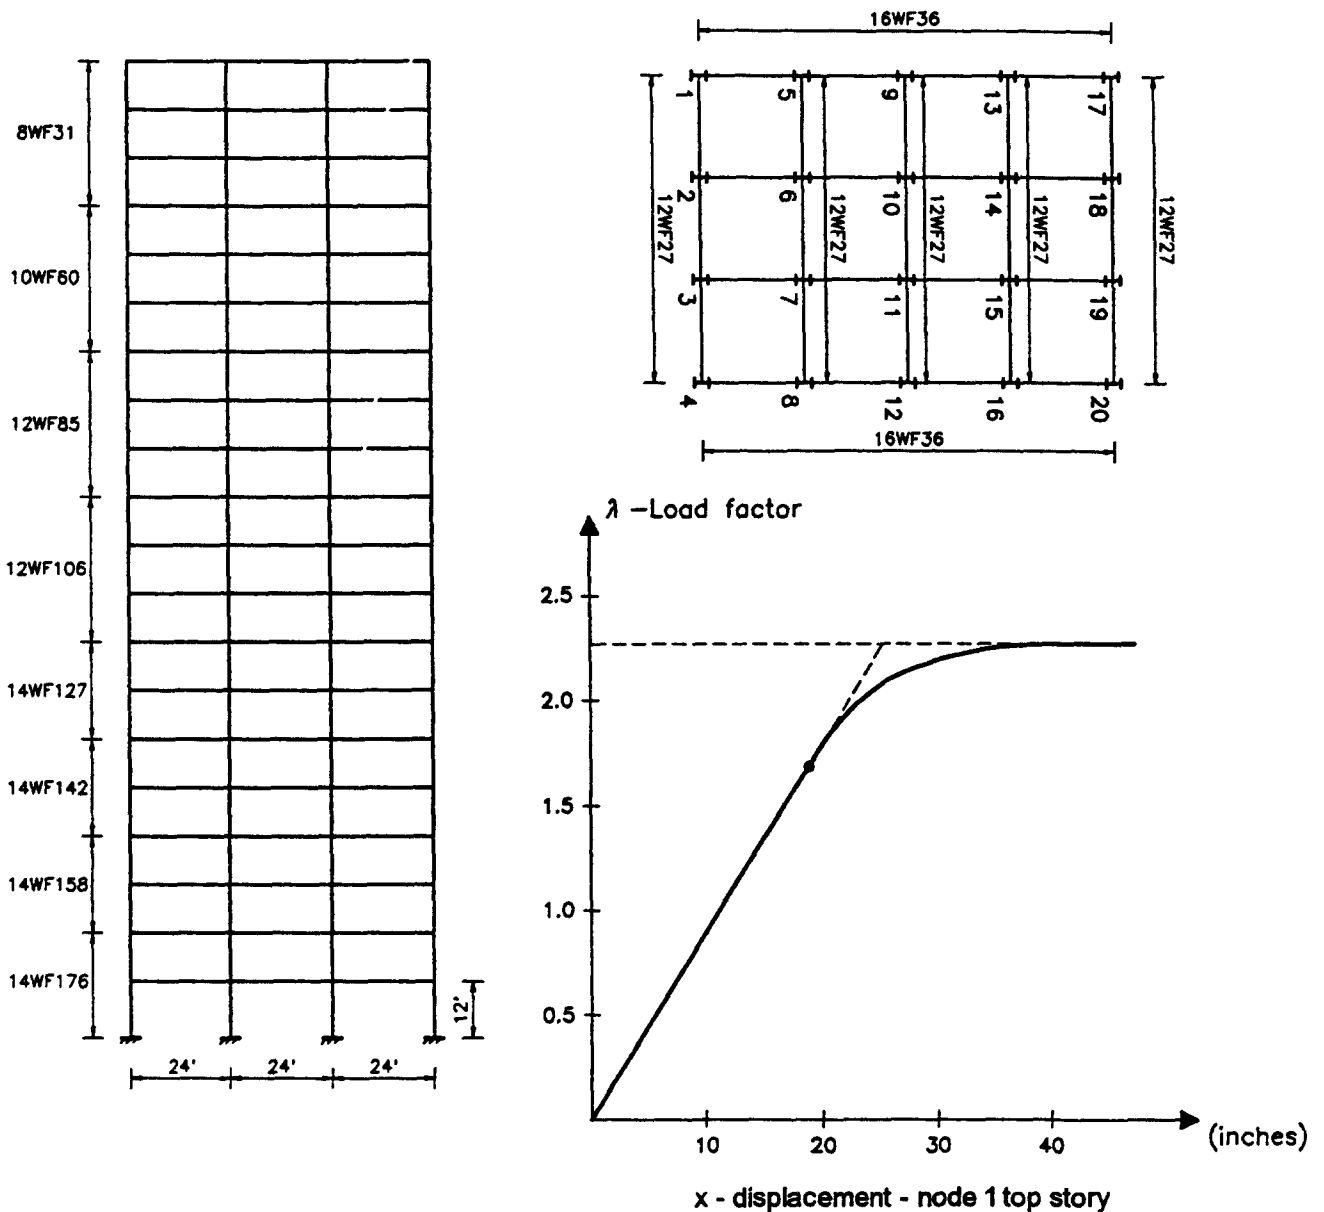 8WF31
10WF60
12WF85
12WF106
14WF127
14WF142
14WF158
14WF176
12'
24' 24' 24'
16WF36
1 5 9 13 17
2 6 10 14 18
12WF27 12WF27 12WF27 12WF27 12WF27
3 7 11 15 19
4 8 12 16 20
16WF36
λ -Load factor
2.5
2.0
1.5
1.0
0.5
10 20 30 40
(inches)
x - displacement - node 1 top story